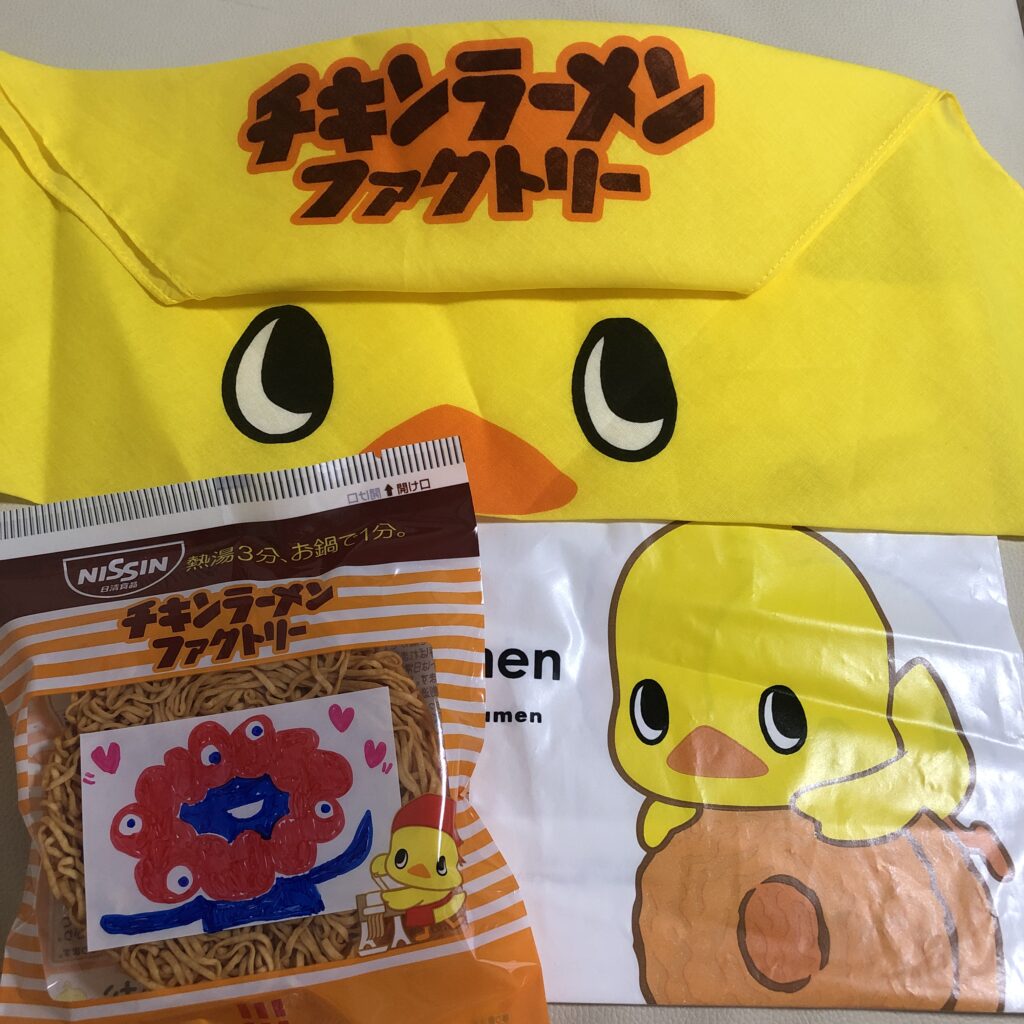 チキンラーメン
ファクトリー
開け口
NISSIN
日清食品
熱湯3分、お鍋で1分。
チキンラーメン
ファクトリー
men
umen